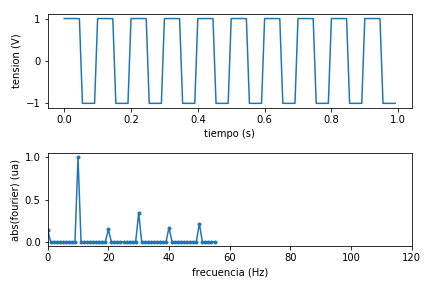 1
0
−1
tension (V)
0.0 0.2 0.4 0.6 0.8 1.0
tiempo (s)
1.0
0.5
0.0
abs(fourier) (ua)
0 20 40 60 80 100 120
frecuencia (Hz)